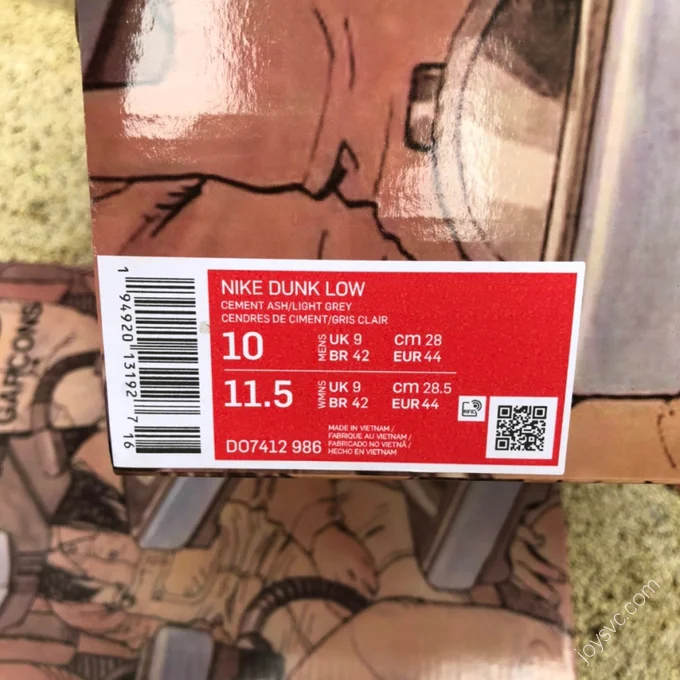 NIKE DUNK LOW
CEMENT ASH/LIGHT GREY
CENDRES DE CIMENT/GRIS CLAIR
10 MENS UK 9 cm 28
BR 42 EUR 44
11.5 WMNS UK 9 cm 28.5
BR 42 EUR 44
RFID
DO7412 986
MADE IN VIETNAM /
FABRIQUE AU VIETNAM /
FABRICADO NO VIETNÃ /
HECHO EN VIETNAM
1 94920 13192 7 16
GARCONS
joysvc.com